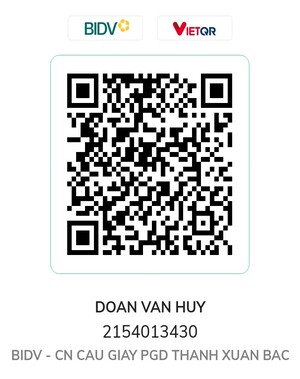 BIDV
VIETQR
DOAN VAN HUY
2154013430
BIDV - CN CAU GIAY PGD THANH XUAN BAC